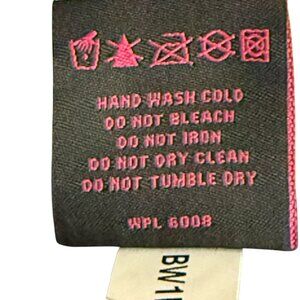 HAND WASH COLD
DO NOT BLEACH
DO NOT IRON
DO NOT DRY CLEAN
DO NOT TUMBLE DRY
WPL 6008